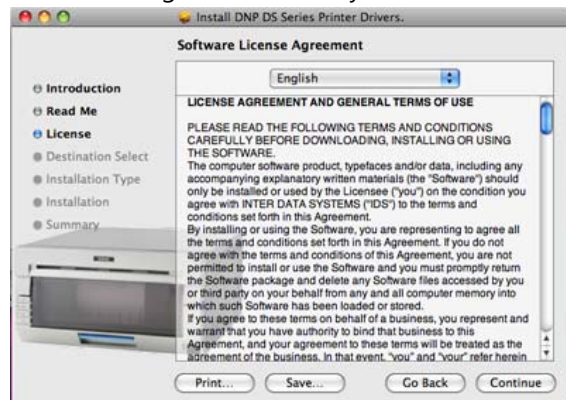 Install DNP DS Series Printer Drivers.
Software License Agreement
Introduction
Read Me
License
Destination Select
Installation Type
Installation
Summary
English
LICENSE AGREEMENT AND GENERAL TERMS OF USE
PLEASE READ THE FOLLOWING TERMS AND CONDITIONS
CAREFULLY BEFORE DOWNLOADING, INSTALLING OR USING
THE SOFTWARE.
The computer software product, typefaces and/or data, including any
accompanying explanatory written materials (the "Software") should
only be installed or used by the Licensee ("you") on the condition you
agree with INTER DATA SYSTEMS ("IDS") to the terms and
conditions set forth in this Agreement.
By installing or using the Software, you are representing to agree all
the terms and conditions set forth in this Agreement. If you do not
agree with the terms and conditions of this Agreement, you are not
permitted to install or use the Software and you must promptly return
the Software package and delete any Software files accessed by you
or third party on your behalf from any and all computer memory into
which such Software has been loaded or stored.
If you agree to these terms on behalf of a business, you represent and
warrant that you have authority to bind that business to this
Agreement, and your agreement to these terms will be treated as the
agreement of the business. In that event, "you" and "your" refer herein
Print...
Save...
Go Back
Continue